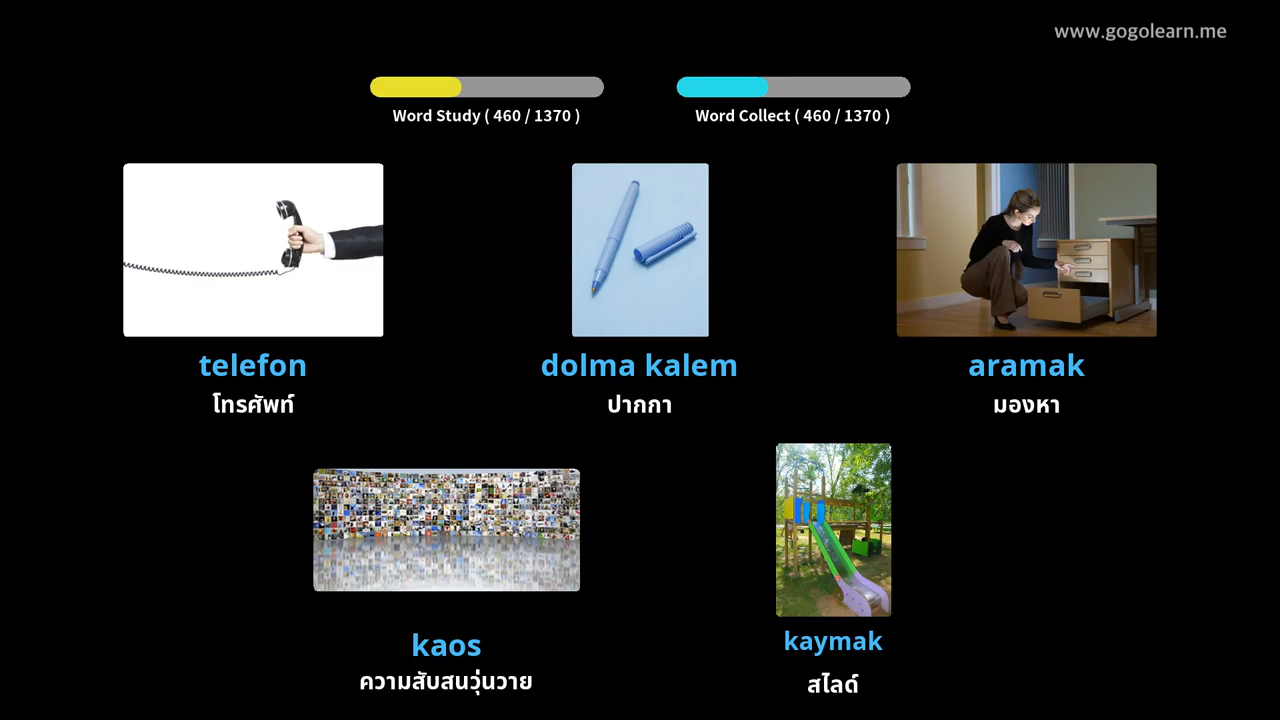 www.gogolearn.me
Word Study ( 460 / 1370 )
Word Collect ( 460 / 1370 )
telefon
โทรศัพท์
dolma kalem
ปากกา
aramak
มองหา
kaos
ความสับสนวุ่นวาย
kaymak
สไลด์